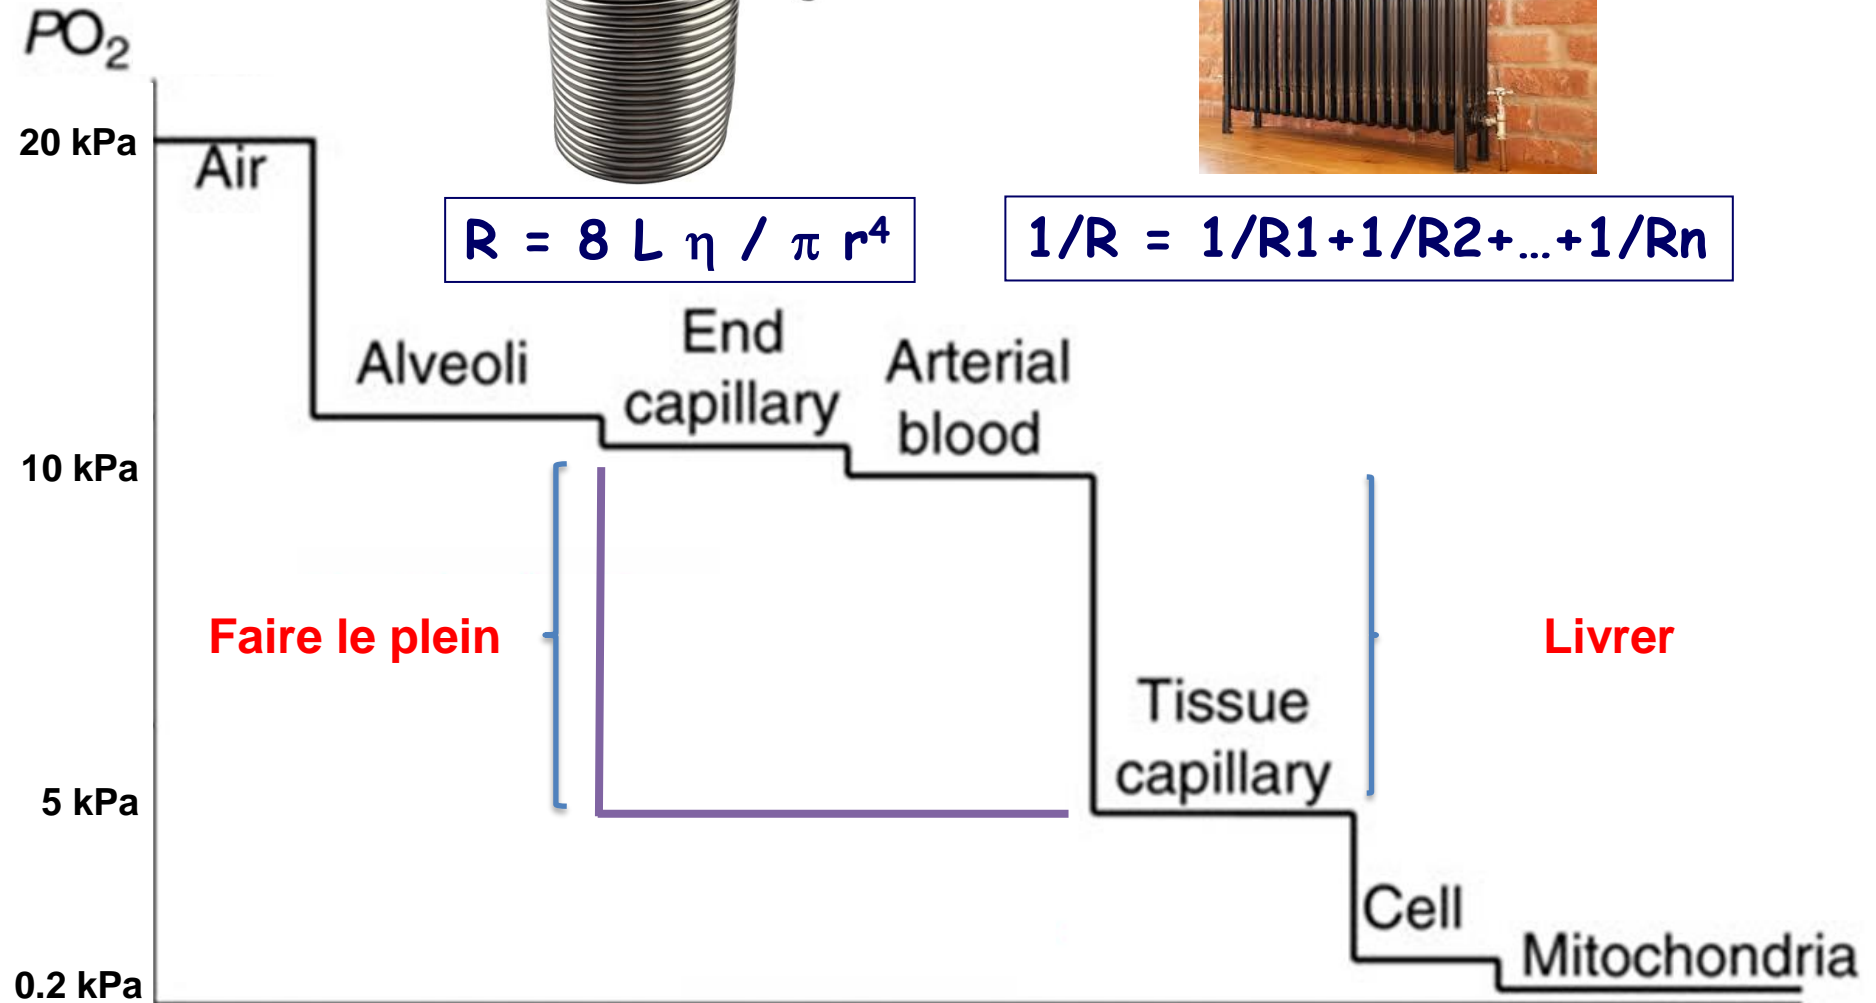 PO₂
20 kPa
Air
R = 8 L η / π r⁴
1/R = 1/R1+1/R2+…+1/Rn
Alveoli
End
capillary
Arterial
blood
10 kPa
Faire le plein
Livrer
Tissue
capillary
5 kPa
Cell
Mitochondria
0.2 kPa